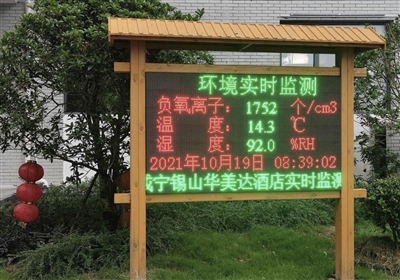 环境实时监测
负氧离子：1752 个/cm3
温 度：14.3 ℃
湿 度：92.0 %RH
2021年10月19日 08:39:02
咸宁锡山华美达酒店实时监测